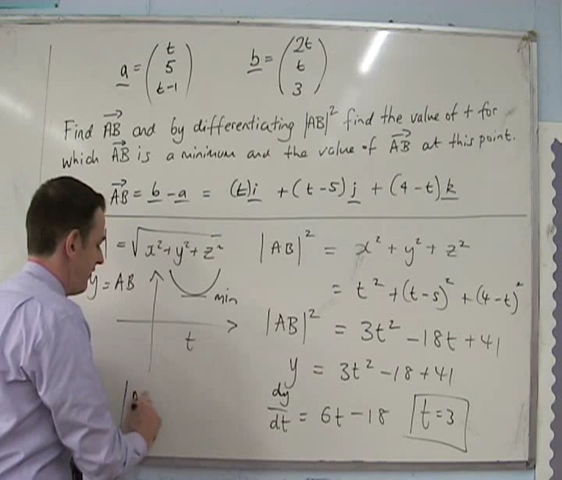 a = (t 5 t-1) b = (2t t 3)
Find AB and by differentiating |AB|² find the value of t for
which AB is a minimum and the value of AB at this point.
AB = b - a = (t)i + (t-5)j + (4-t)k
= √x²+y²+z²
|AB|² = x² + y² + z²
y = AB
min
t
= t² + (t-5)² + (4-t)²
|AB|² = 3t² - 18t + 41
y = 3t² - 18 + 41
dy/dt = 6t - 18 t=3